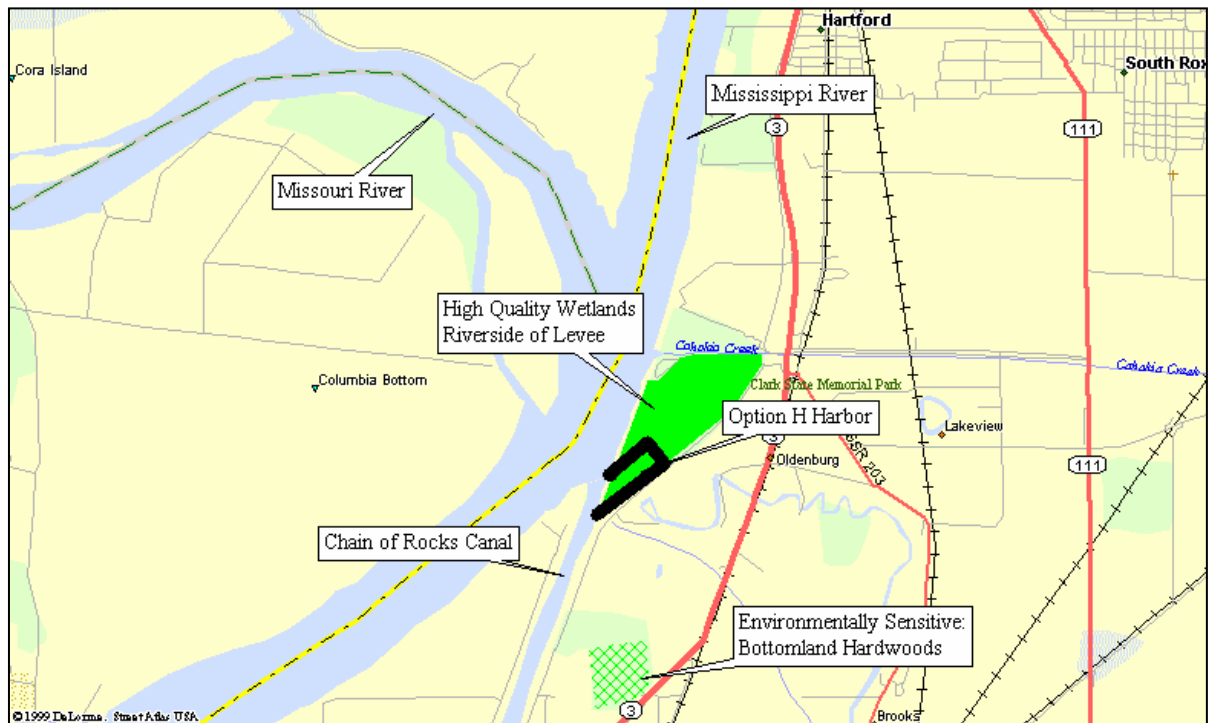 Hartford
Cora Island
South Rox
Mississippi River
3
111
Missouri River
High Quality Wetlands
Riverside of Levee
Cahokia Creek
Cahokia Creek
Columbia Bottom
Clark State Memorial Park
Option H Harbor
3
Lakeview
SR 203
Oldenburg
111
Chain of Rocks Canal
Environmentally Sensitive:
Bottomland Hardwoods
3
Brooks
©1999 DeLorme. Street Atlas USA